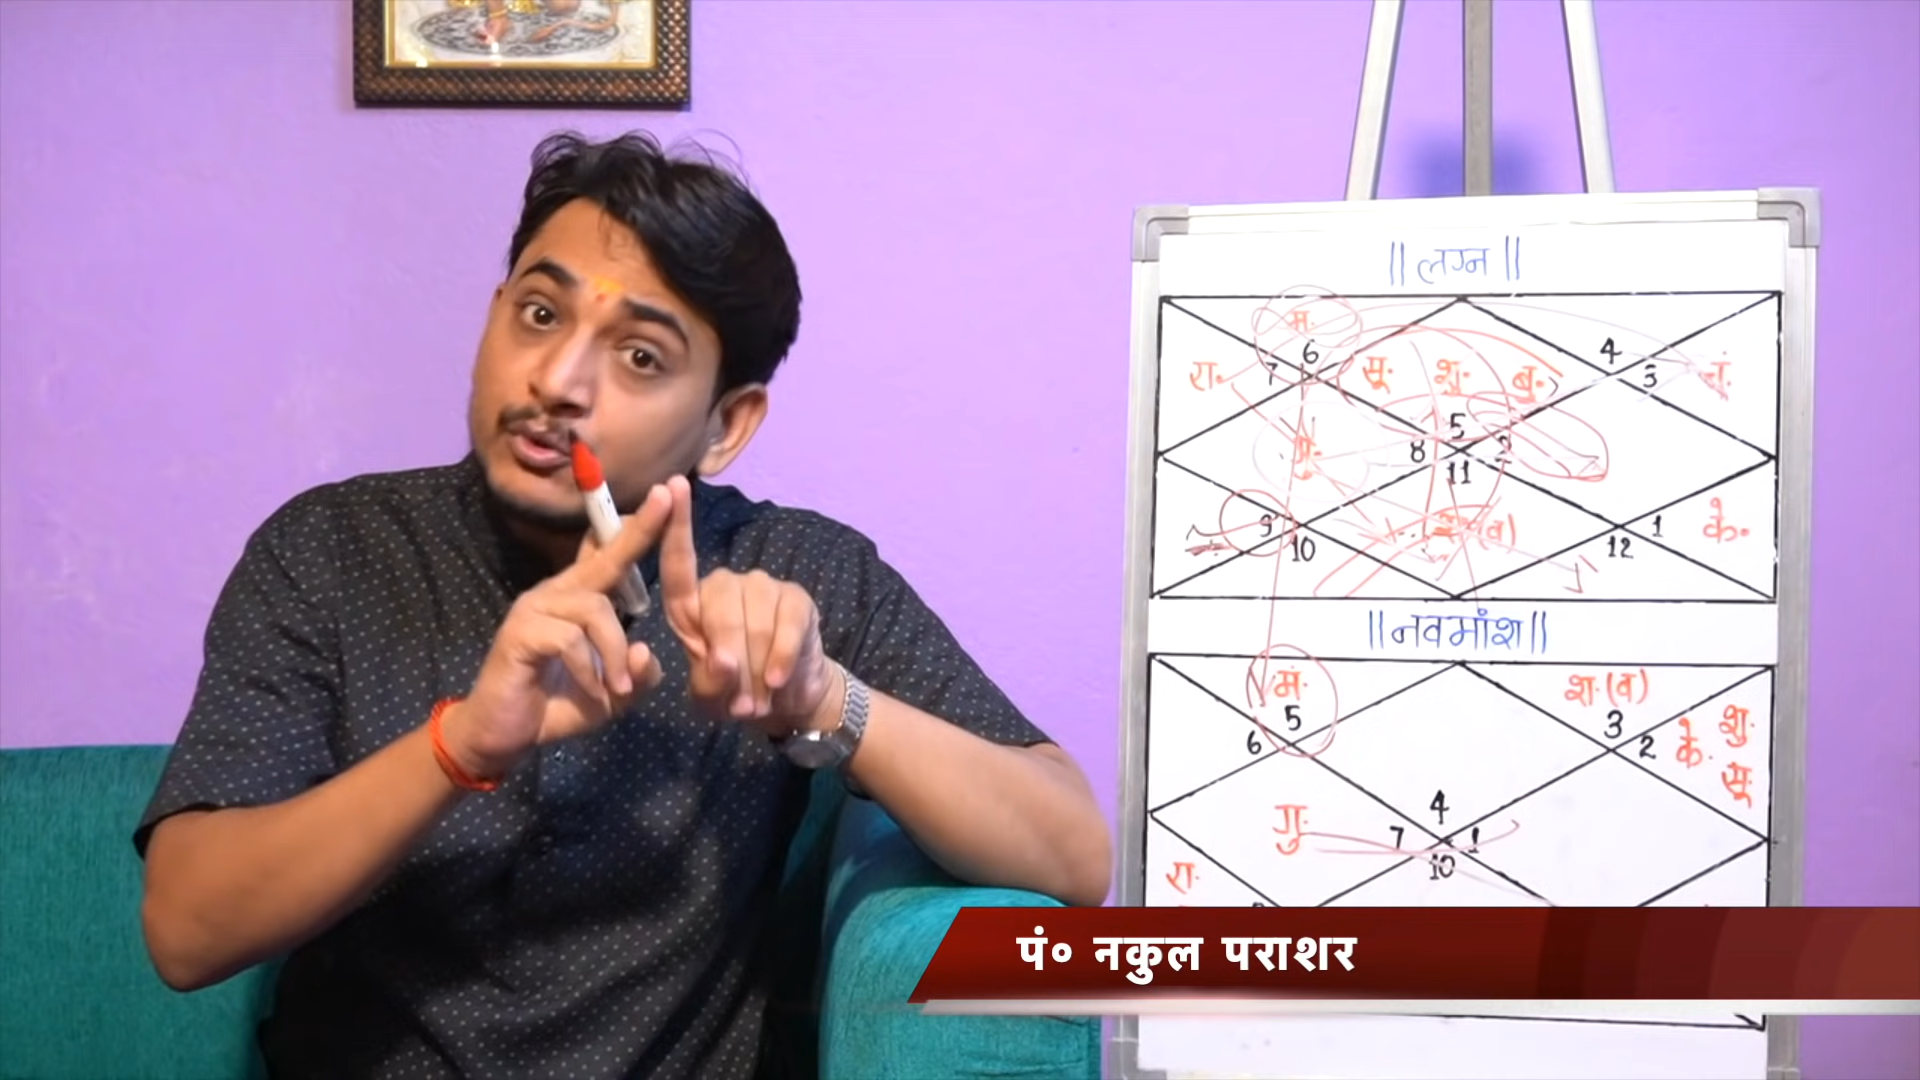 ॥ लग्न ॥
मं.
6
4
रा.
7
सू. शु. बु.
3
चं.
5
गु.
8
2
11
9
(व)
1
के.
10
12
॥ नवमांश ॥
मं.
श. (व)
5
3
शु.
6
2
के.
सू.
4
गु.
7
1
10
रा.
पं० नकुल पराशर